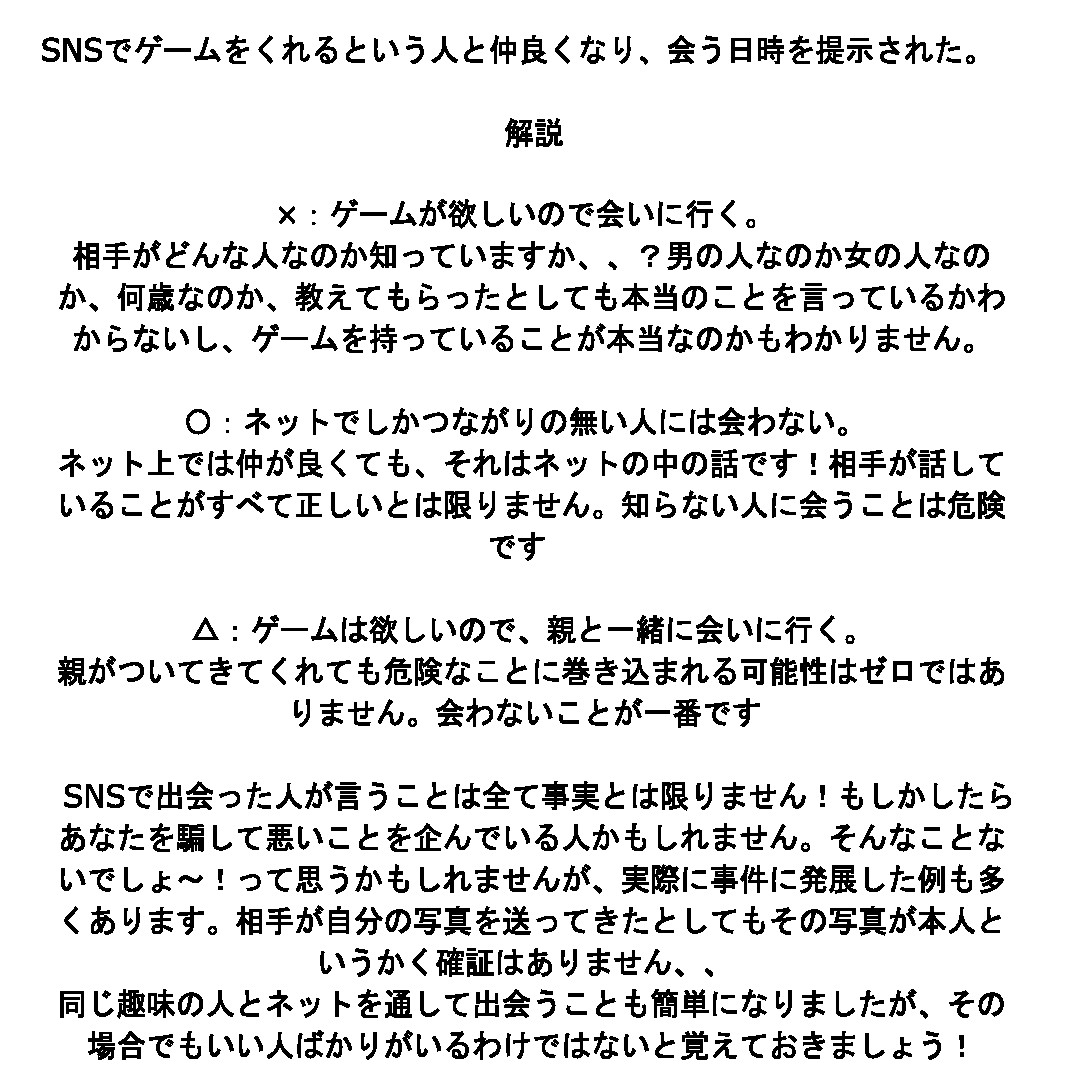 SNSでゲームをくれるという人と仲良くなり、会う日時を提示された。
解説
×：ゲームが欲しいので会いに行く。
相手がどんな人なのか知っていますか、、？男の人なのか女の人なの
か、何歳なのか、教えてもらったとしても本当のことを言っているかわ
からないし、ゲームを持っていることが本当なのかもわかりません。
〇：ネットでしかつながりの無い人には会わない。
ネット上では仲が良くても、それはネットの中の話です！相手が話して
いることがすべて正しいとは限りません。知らない人に会うことは危険
です
△：ゲームは欲しいので、親と一緒に会いに行く。
親がついてきてくれても危険なことに巻き込まれる可能性はゼロではあ
りません。会わないことが一番です
SNSで出会った人が言うことは全て事実とは限りません！もしかしたら
あなたを騙して悪いことを企んでいる人かもしれません。そんなことな
いでしょ～！って思うかもしれませんが、実際に事件に発展した例も多
くあります。相手が自分の写真を送ってきたとしてもその写真が本人と
いうかく確証はありません、、
同じ趣味の人とネットを通して出会うことも簡単になりましたが、その
場合でもいい人ばかりがいるわけではないと覚えておきましょう！